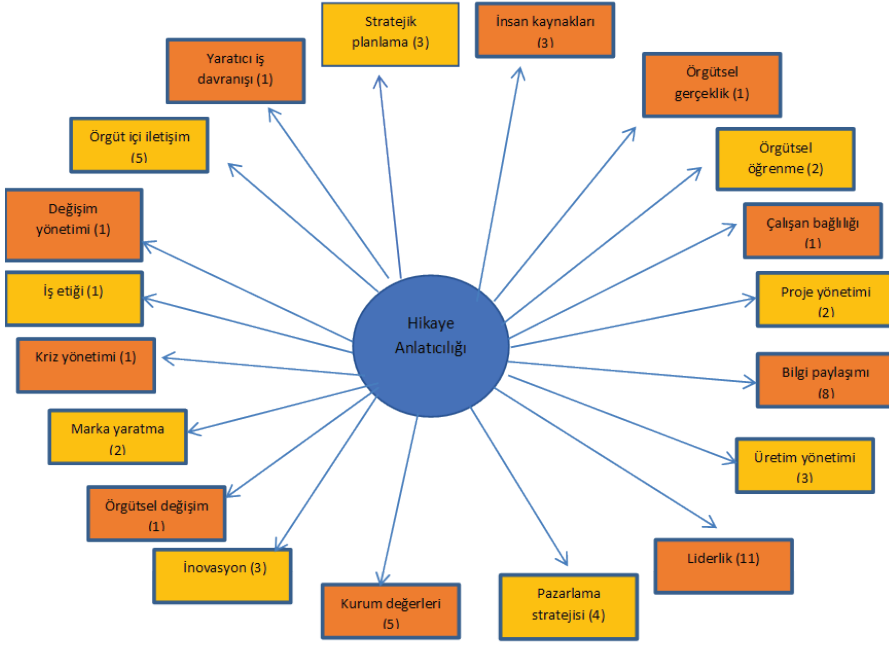 Stratejik
planlama (3)
İnsan kaynakları
(3)
Yaratıcı iş
davranışı (1)
Örgütsel
gerçeklik (1)
Örgüt içi iletişim
(5)
Örgütsel
öğrenme (2)
Değişim
yönetimi (1)
Çalışan bağlılığı
(1)
İş etiği (1)
Proje yönetimi
(2)
Hikaye
Anlatıcılığı
Kriz yönetimi (1)
Bilgi paylaşımı
(8)
Marka yaratma
(2)
Üretim yönetimi
(3)
Örgütsel değişim
(1)
Liderlik (11)
İnovasyon (3)
Kurum değerleri
(5)
Pazarlama
stratejisi (4)